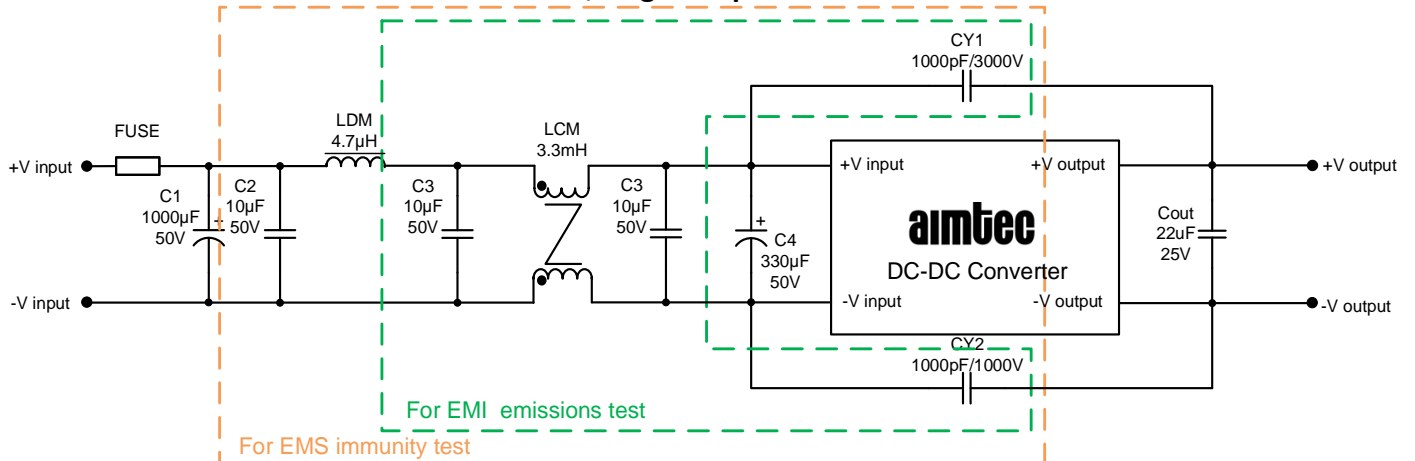 CY1
1000pF/3000V
FUSE
LDM
4.7µH
LCM
3.3mH
+V input
C1
1000µF
50V
+
C2
10µF
50V
C3
10µF
50V
C3
10µF
50V
+
C4
330µF
50V
+V input
+V output
aimtec
DC-DC Converter
-V input
-V output
Cout
22uF
25V
+V output
-V input
-V output
CY2
1000pF/1000V
For EMI emissions test
For EMS immunity test